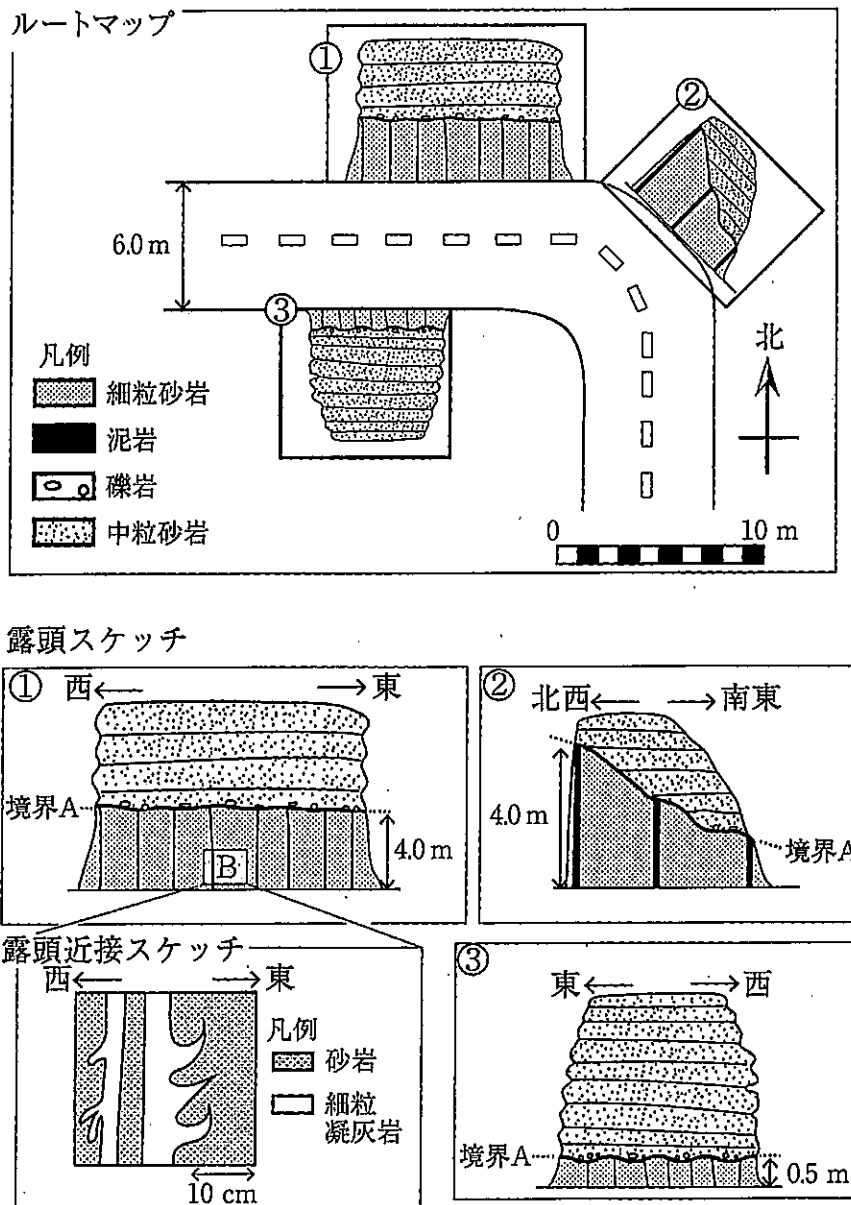 ルートマップ
①
②
6.0 m
③
北
凡例
細粒砂岩
泥岩
礫岩
中粒砂岩
0 10 m
露頭スケッチ
① 西 東
境界A
4.0 m
B
② 北西 南東
4.0 m
境界A
露頭近接スケッチ
西 東
凡例
砂岩
細粒
凝灰岩
10 cm
③
東 西
境界A
0.5 m